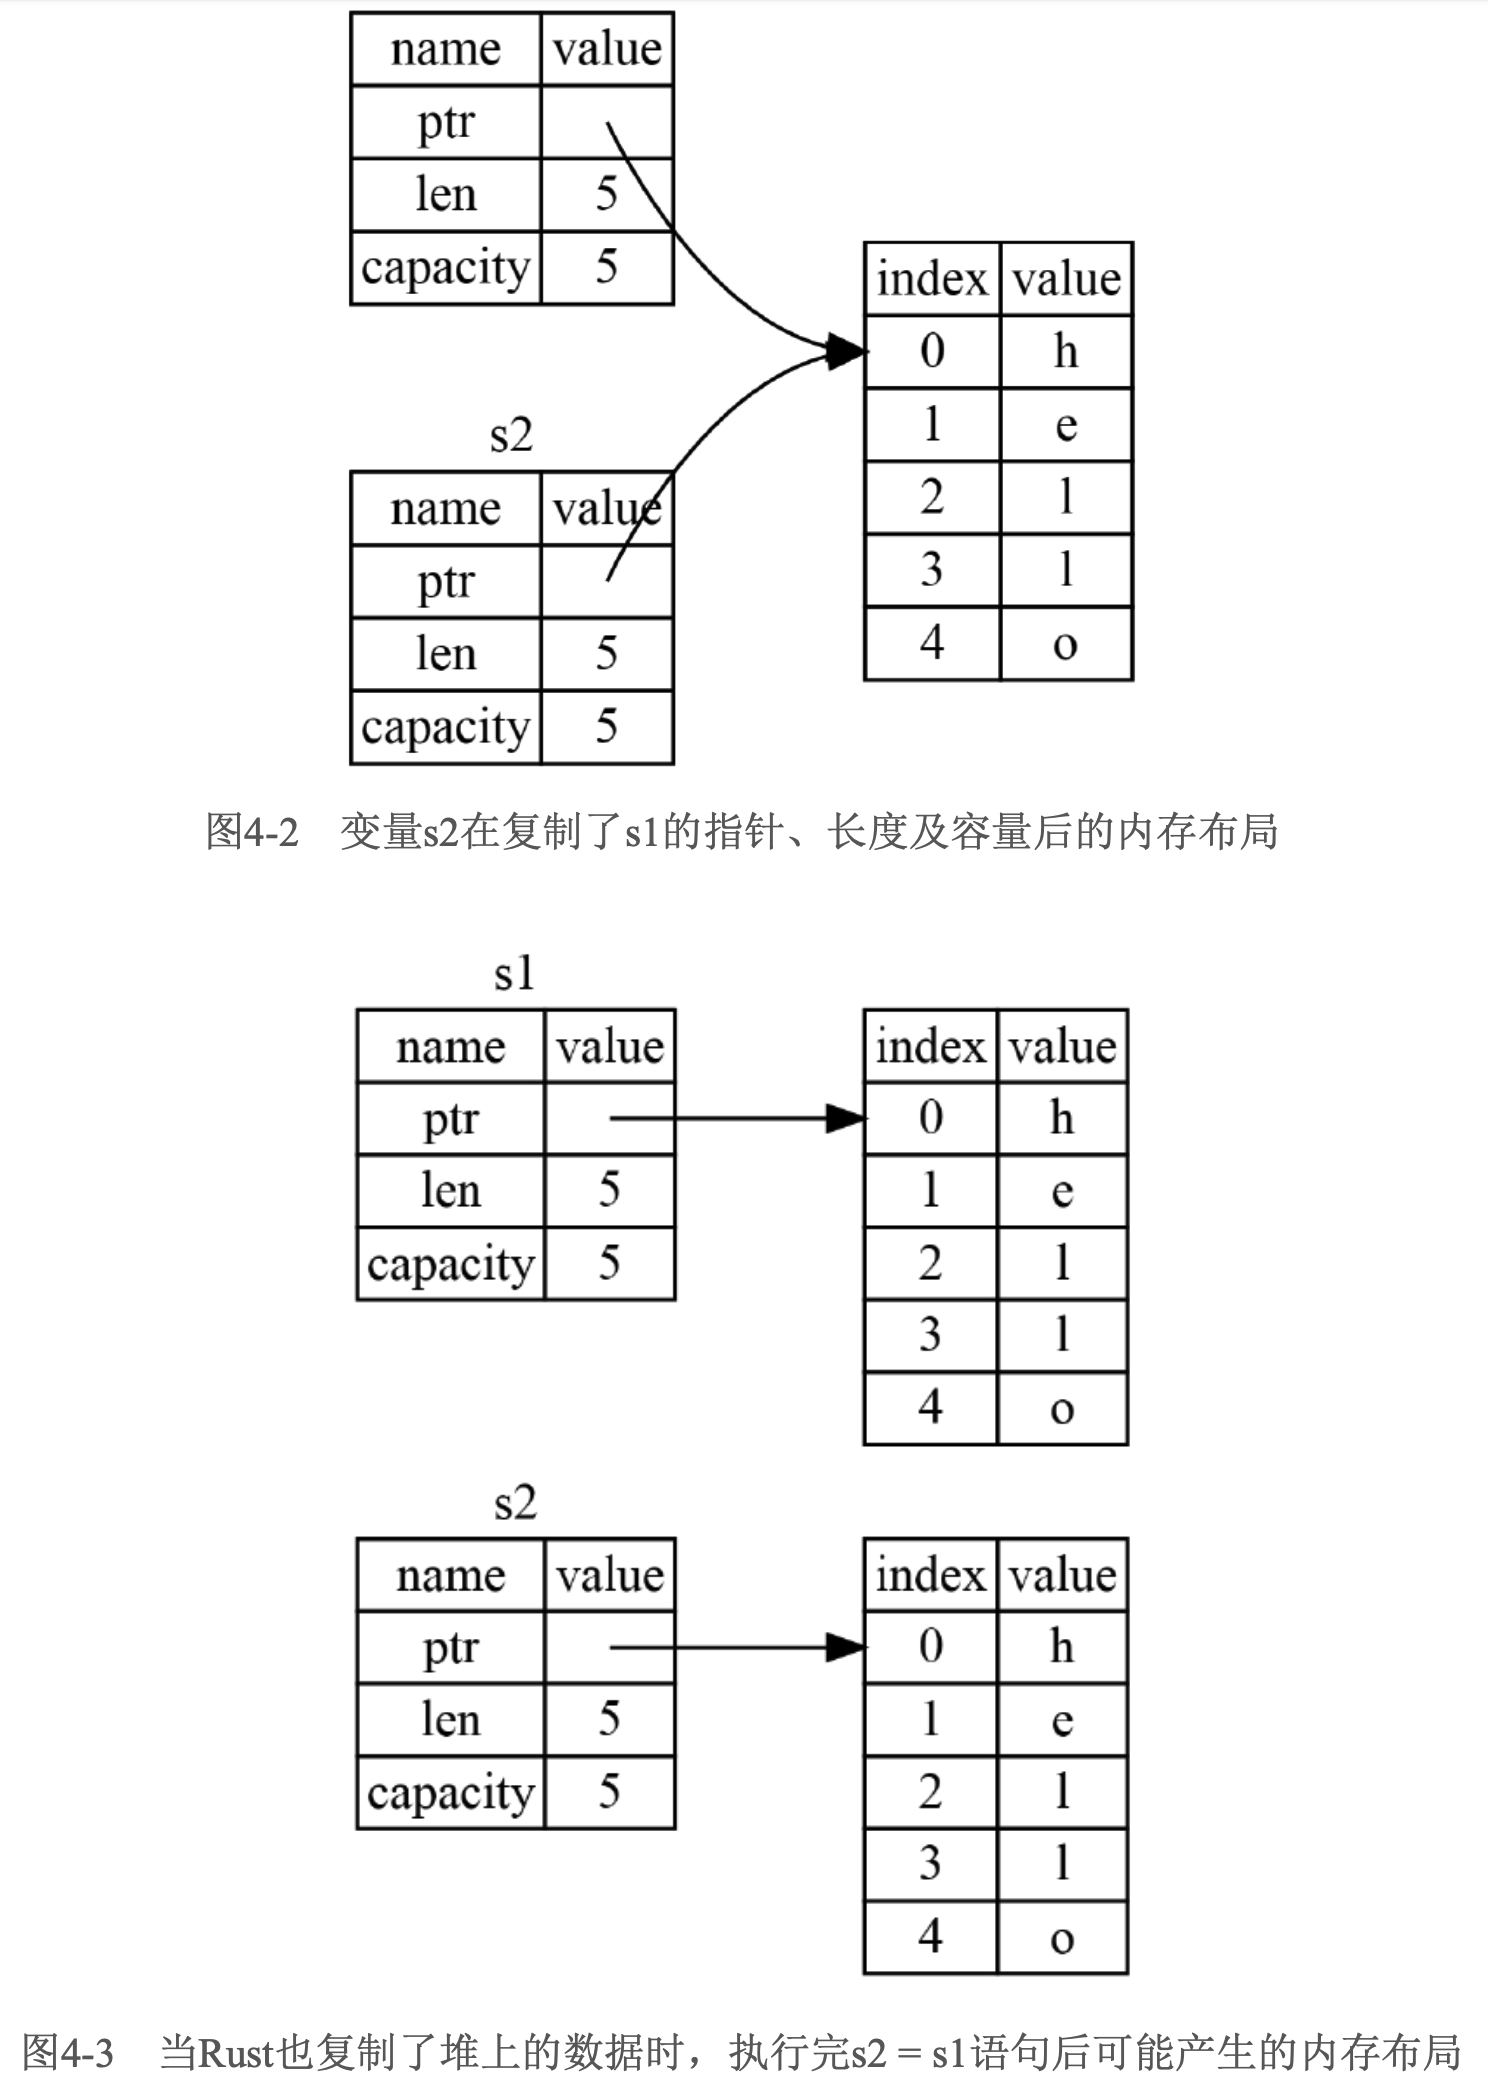 name value
ptr
len 5
capacity 5
index value
0 h
1 e
2 l
3 l
4 o
s2
name value
ptr
len 5
capacity 5
图4-2 变量s2在复制了s1的指针、长度及容量后的内存布局
s1
name value
ptr
len 5
capacity 5
index value
0 h
1 e
2 l
3 l
4 o
s2
name value
ptr
len 5
capacity 5
index value
0 h
1 e
2 l
3 l
4 o
图4-3 当Rust也复制了堆上的数据时，执行完s2 = s1语句后可能产生的内存布局